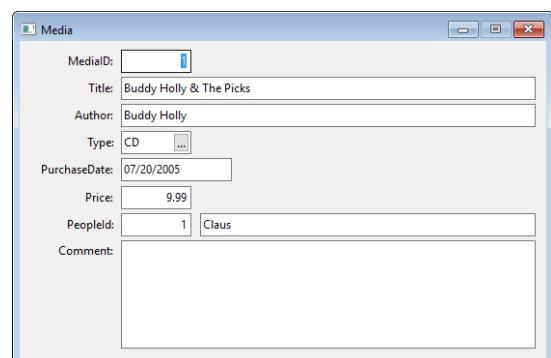 Media
MediaID: 1
Title: Buddy Holly & The Picks
Author: Buddy Holly
Type: CD ...
PurchaseDate: 07/20/2005
Price: 9.99
PeopleId: 1 Claus
Comment: